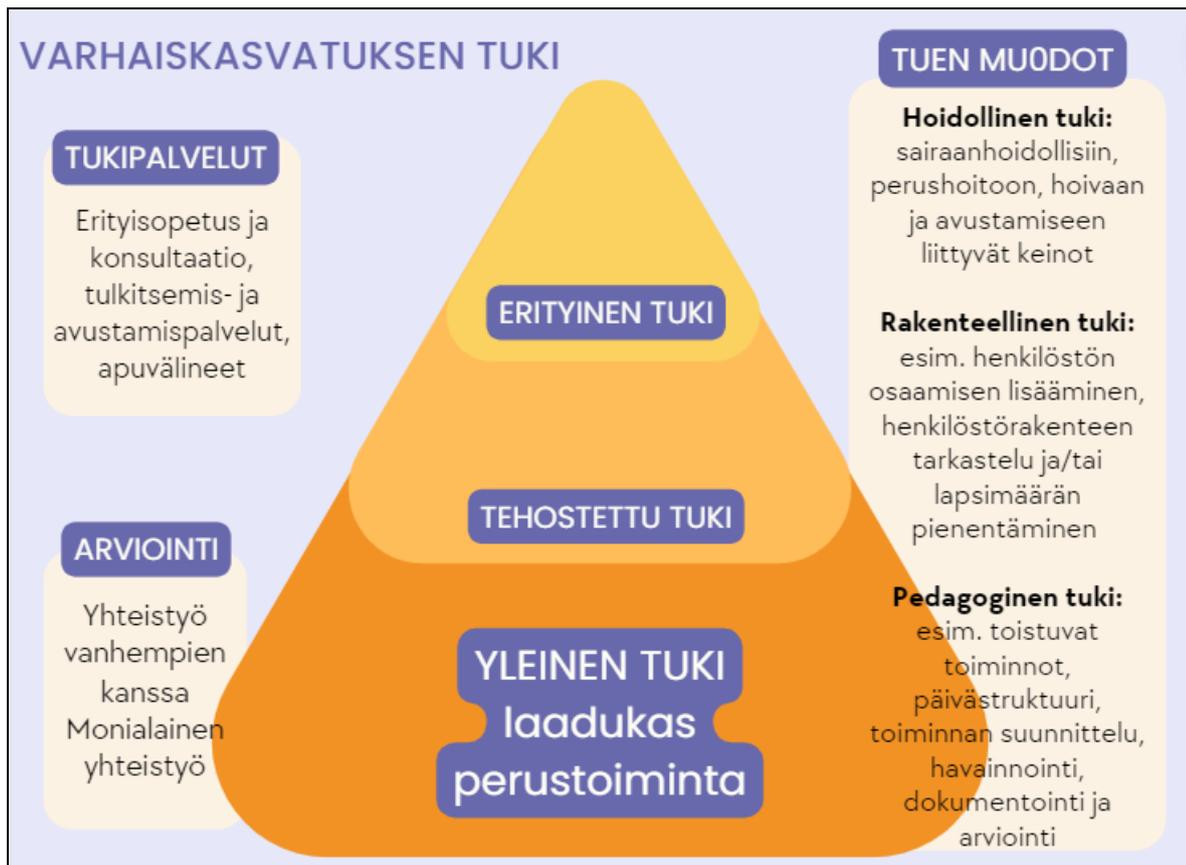 VARHAISKASVATUKSEN TUKI
TUKIPALVELUT
Erityisopetus ja
konsultaatio,
tulkitsemis- ja
avustamispalvelut,
apuvälineet
ARVIOINTI
Yhteistyö
vanhempien
kanssa
Monialainen
yhteistyö
ERITYINEN TUKI
TEHOSTETTU TUKI
YLEINEN TUKI
laadukas
perustoiminta
TUEN MU0DOT
Hoidollinen tuki:
sairaanhoidollisiin,
perushoitoon, hoivaan
ja avustamiseen
liittyvät keinot
Rakenteellinen tuki:
esim. henkilöstön
osaamisen lisääminen,
henkilöstörakenteen
tarkastelu ja/tai
lapsimäärän
pienentäminen
Pedagoginen tuki:
esim. toistuvat
toiminnot,
päivästruktuuri,
toiminnan suunnittelu,
havainnointi,
dokumentointi ja
arviointi